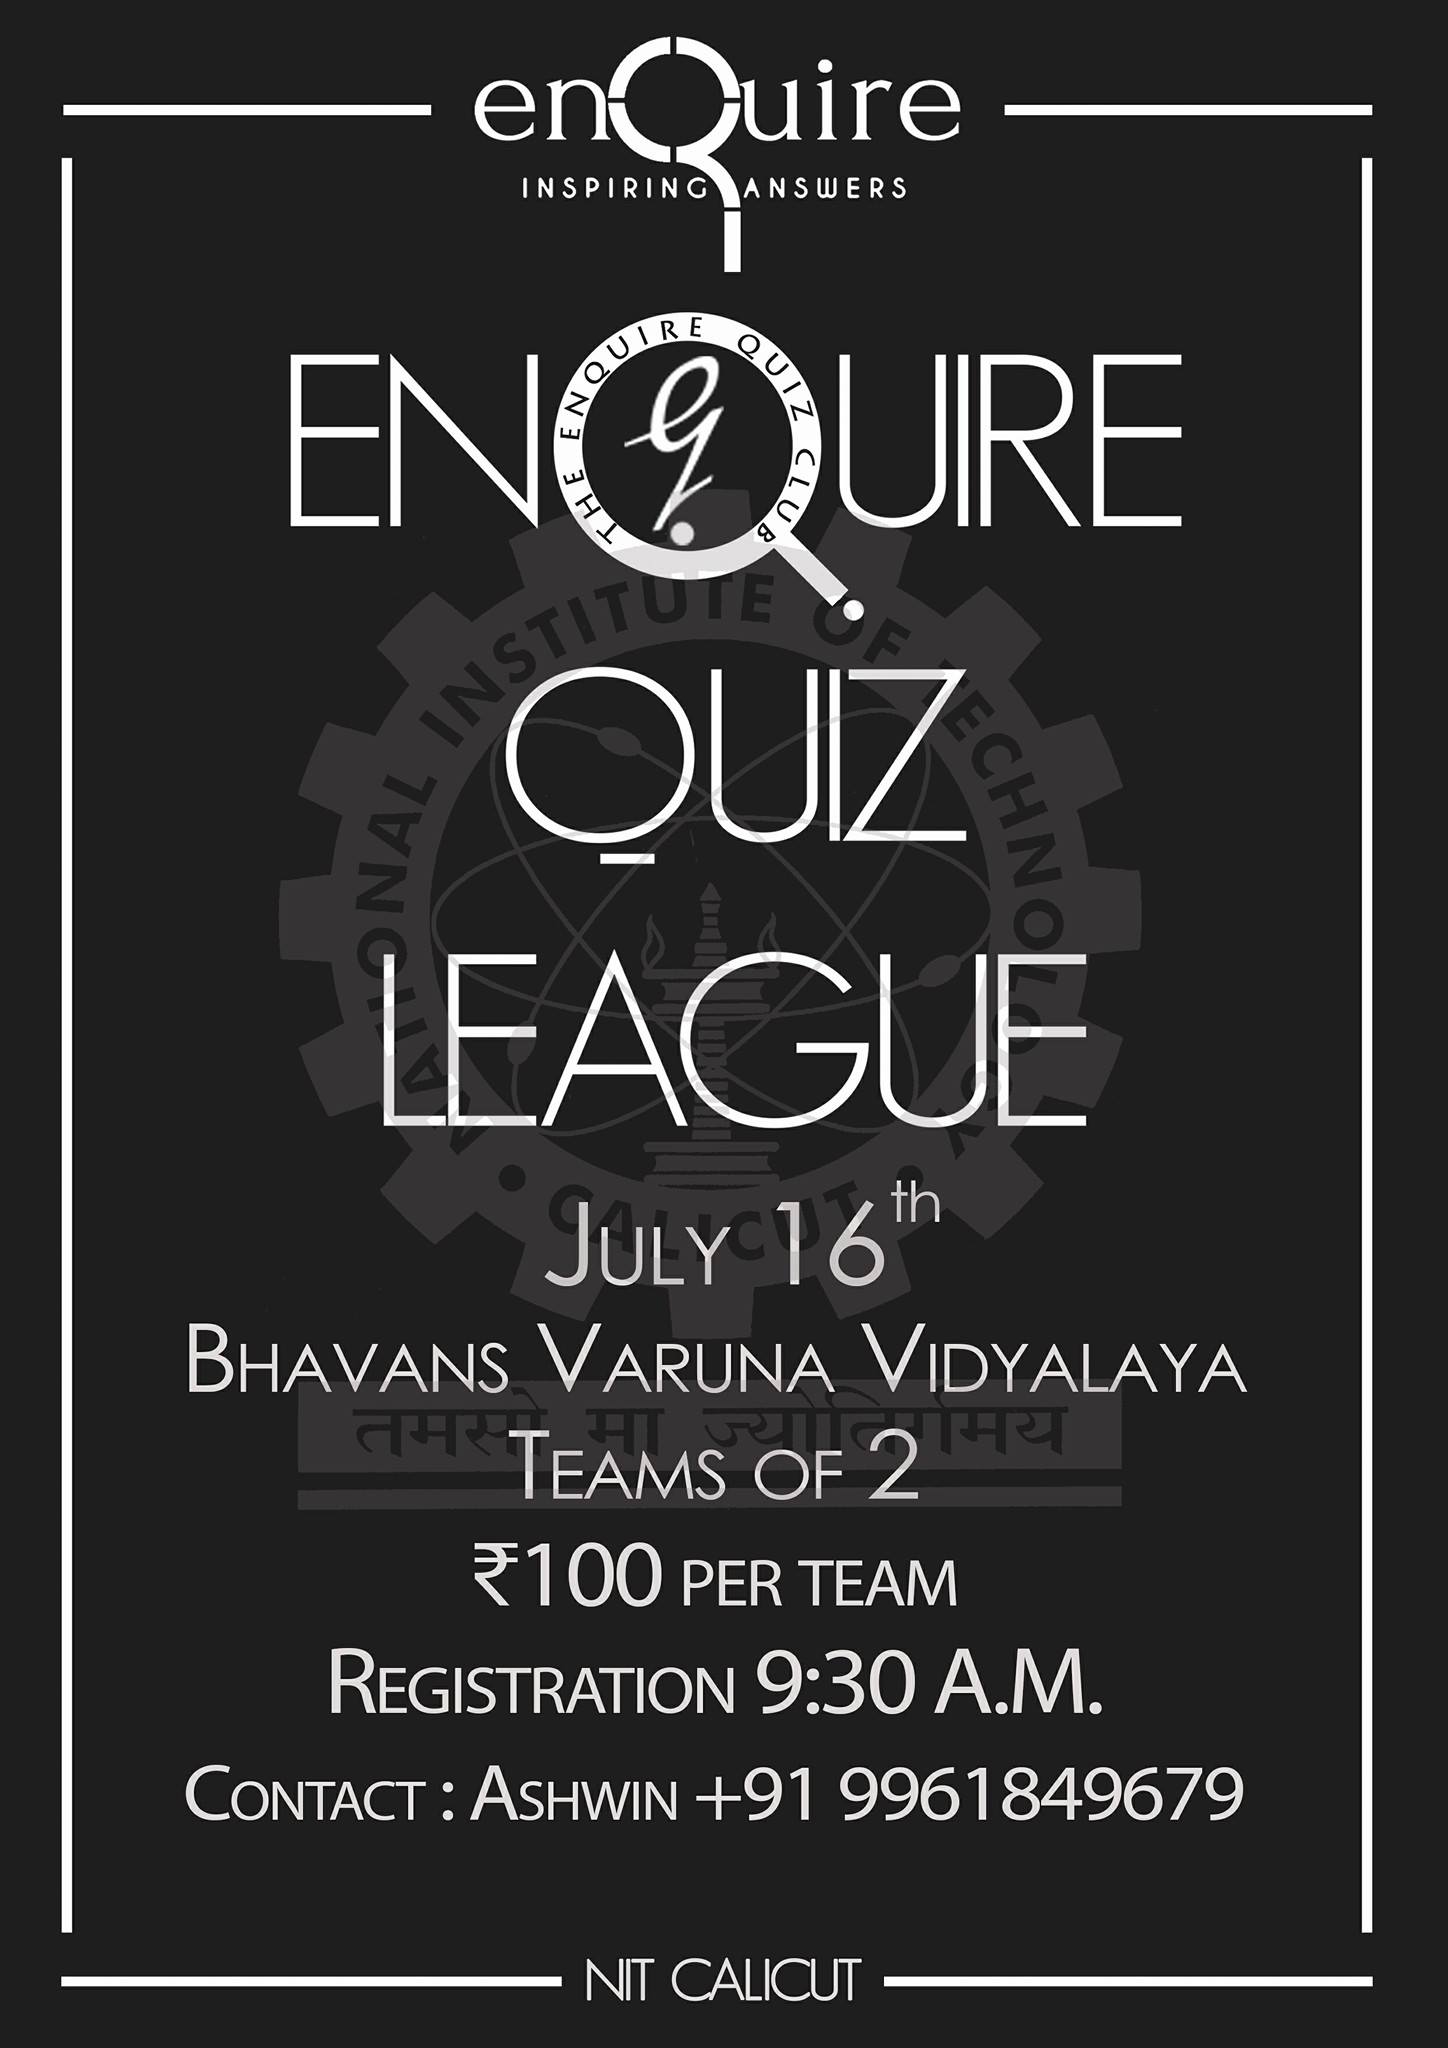 enQuire
INSPIRING ANSWERS
ENQUIRE
THE ENQUIRE QUIZ CLUB
eq
QUIZ
LEAGUE
NATIONAL INSTITUTE OF TECHNOLOGY
• CALICUT •
July 16th
Bhavans Varuna Vidyalaya
तमसो मा ज्योतिर्गमय
Teams of 2
₹100 per team
Registration 9:30 A.M.
Contact : Ashwin +91 9961849679
NIT CALICUT